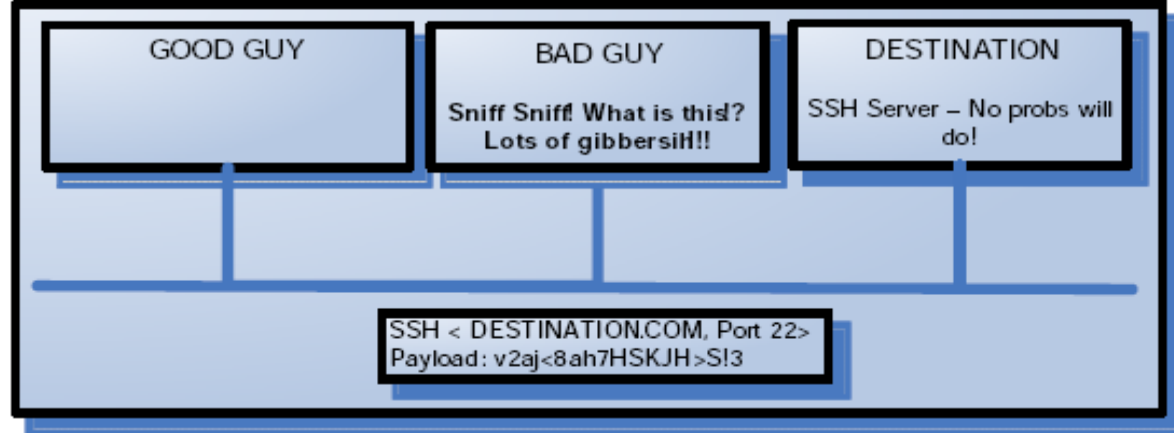 GOOD GUY
BAD GUY
Sniff Sniff! What is this!?
Lots of gibbersiH!!
DESTINATION
SSH Server – No probs will
do!
SSH < DESTINATION.COM, Port 22>
Payload: v2aj<8ah7HSKJH>S!3